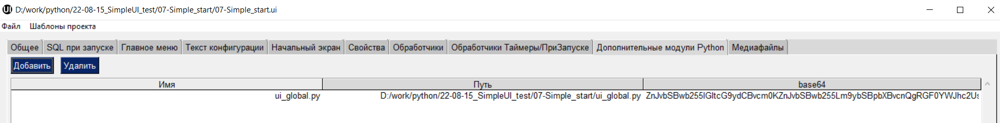 UI D:/work/python/22-08-15_SimpleUI_test/07-Simple_start/07-Simple_start.ui
Файл Шаблоны проекта
Общее SQL при запуске Главное меню Текст конфигурации Начальный экран Свойства Обработчики Обработчики Таймеры/ПриЗапуске Дополнительные модули Python Медиафайлы
Добавить Удалить
Имя Путь base64
ui_global.py D:/work/python/22-08-15_SimpleUI_test/07-Simple_start/ui_global.py ZnJvbSBwb255IGltcG9ydCBvcm0KZnJvbSBwb255Lm9ybSBpbXBvcnQgRGF0YWJhc2Us